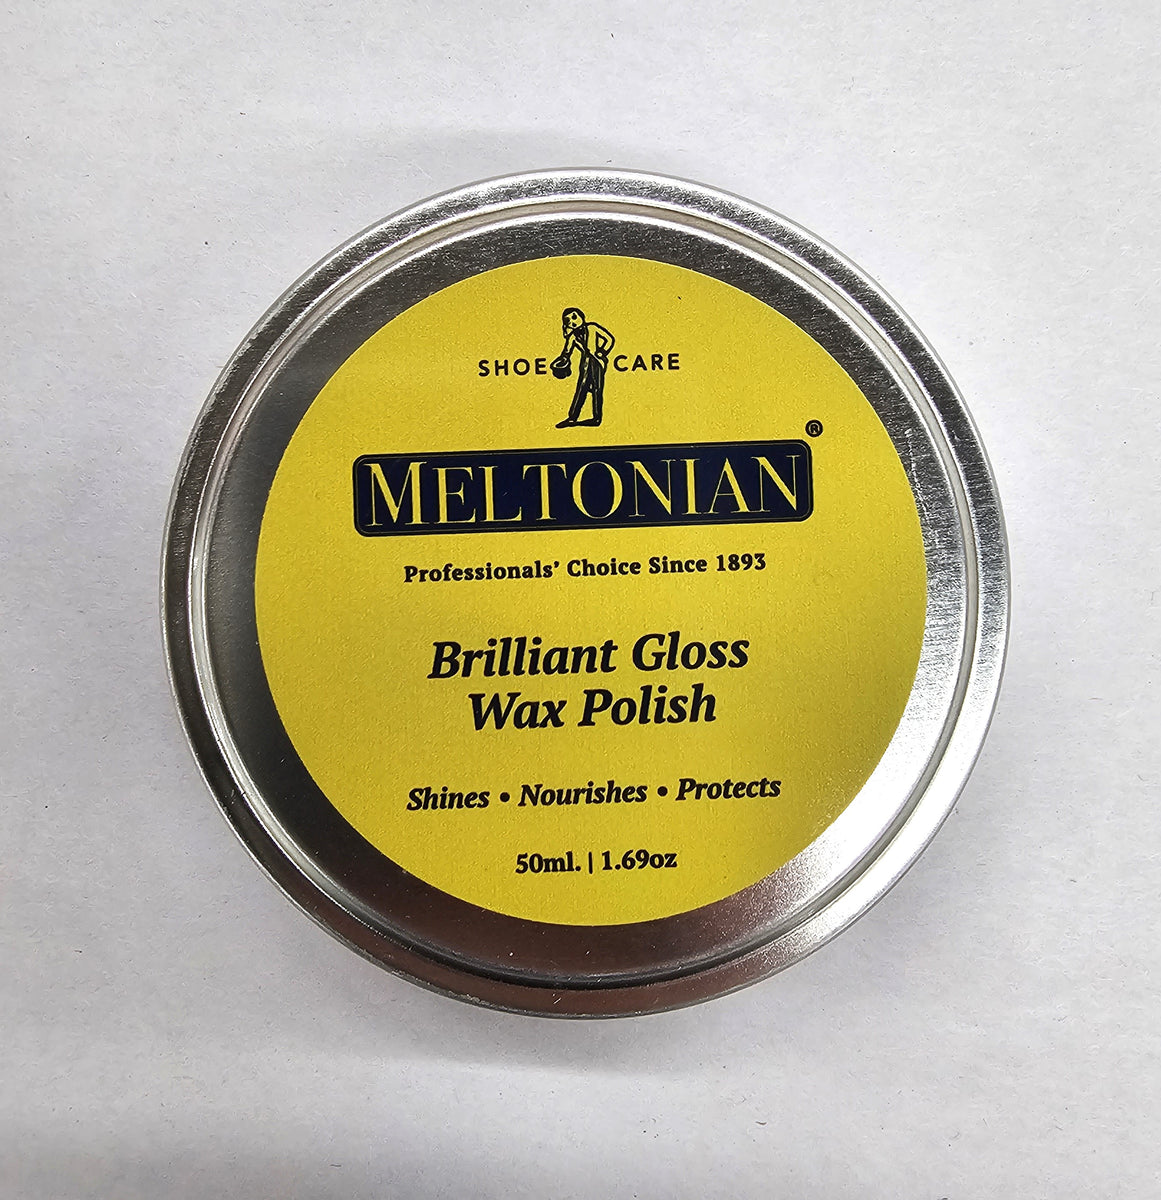 SHOE CARE
MELTONIAN®
Professionals' Choice Since 1893
Brilliant Gloss
Wax Polish
Shines • Nourishes • Protects
50ml. | 1.69oz